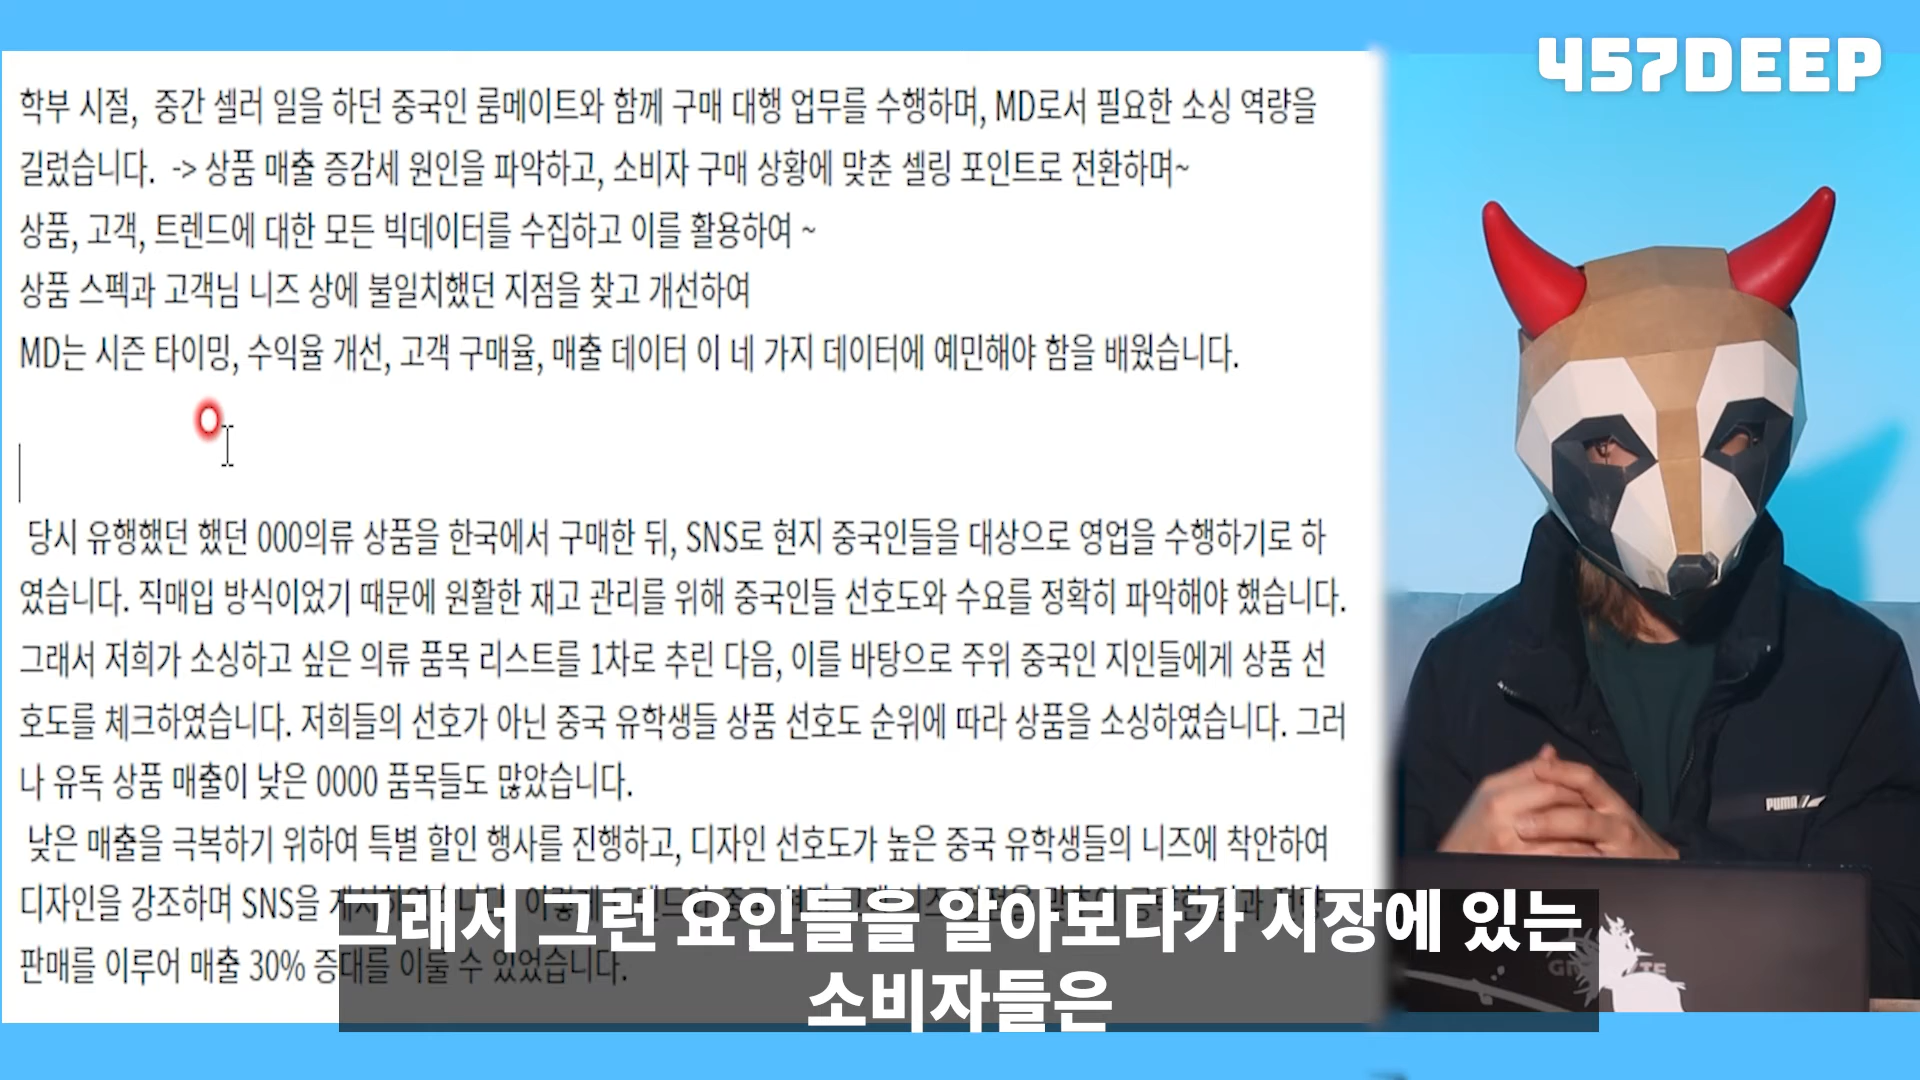 457DEEP
학부 시절, 중간 셀러 일을 하던 중국인 룸메이트와 함께 구매 대행 업무를 수행하며, MD로서 필요한 소싱 역량을
길렀습니다. -> 상품 매출 증감세 원인을 파악하고, 소비자 구매 상황에 맞춘 셀링 포인트로 전환하며~
상품, 고객, 트렌드에 대한 모든 빅데이터를 수집하고 이를 활용하여 ~
상품 스펙과 고객님 니즈 상에 불일치했던 지점을 찾고 개선하여
MD는 시즌 타이밍, 수익율 개선, 고객 구매율, 매출 데이터 이 네 가지 데이터에 예민해야 함을 배웠습니다.
당시 유행했던 했던 000의류 상품을 한국에서 구매한 뒤, SNS로 현지 중국인들을 대상으로 영업을 수행하기로 하
였습니다. 직매입 방식이었기 때문에 원활한 재고 관리를 위해 중국인들 선호도와 수요를 정확히 파악해야 했습니다.
그래서 저희가 소싱하고 싶은 의류 품목 리스트를 1차로 추린 다음, 이를 바탕으로 주위 중국인 지인들에게 상품 선
호도를 체크하였습니다. 저희들의 선호가 아닌 중국 유학생들 상품 선호도 순위에 따라 상품을 소싱하였습니다. 그러
나 유독 상품 매출이 낮은 0000 품목들도 많았습니다.
낮은 매출을 극복하기 위하여 특별 할인 행사를 진행하고, 디자인 선호도가 높은 중국 유학생들의 니즈에 착안하여
디자인을 강조하며 SNS을
판매를 이루어 매출 30% 증대를 이룰 수 있었습니다.
그래서 그런 요인들을 알아보다가 시장에 있는
소비자들은
PUMA